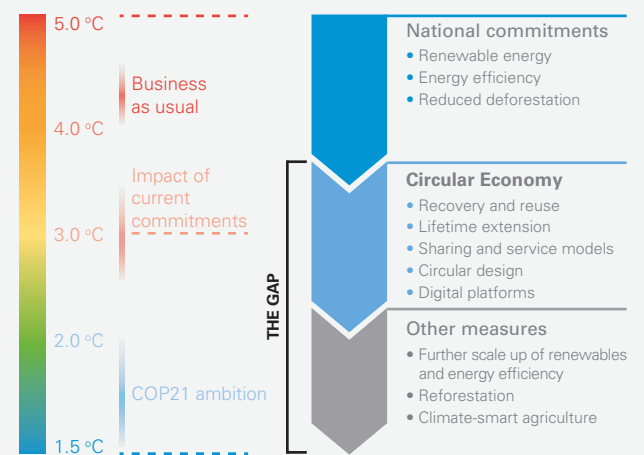 5.0 °C
4.0 °C
3.0 °C
2.0 °C
1.5 °C
Business
as usual
Impact of
current
commitments
COP21 ambition
THE GAP
National commitments
• Renewable energy
• Energy efficiency
• Reduced deforestation
Circular Economy
• Recovery and reuse
• Lifetime extension
• Sharing and service models
• Circular design
• Digital platforms
Other measures
• Further scale up of renewables
and energy efficiency
• Reforestation
• Climate-smart agriculture